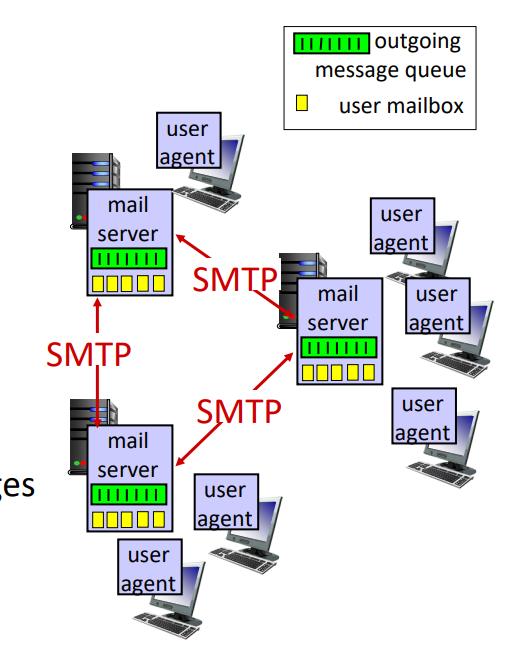 outgoing
message queue
user mailbox
user
agent
mail
server
user
agent
SMTP
mail
server
user
agent
SMTP
user
agent
SMTP
mail
server
ges
user
agent
user
agent